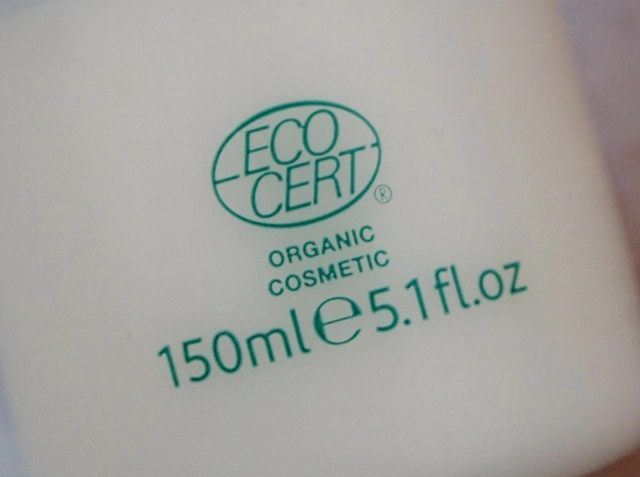 ECO
CERT®
ORGANIC
COSMETIC
150ml℮5.1fl.oz